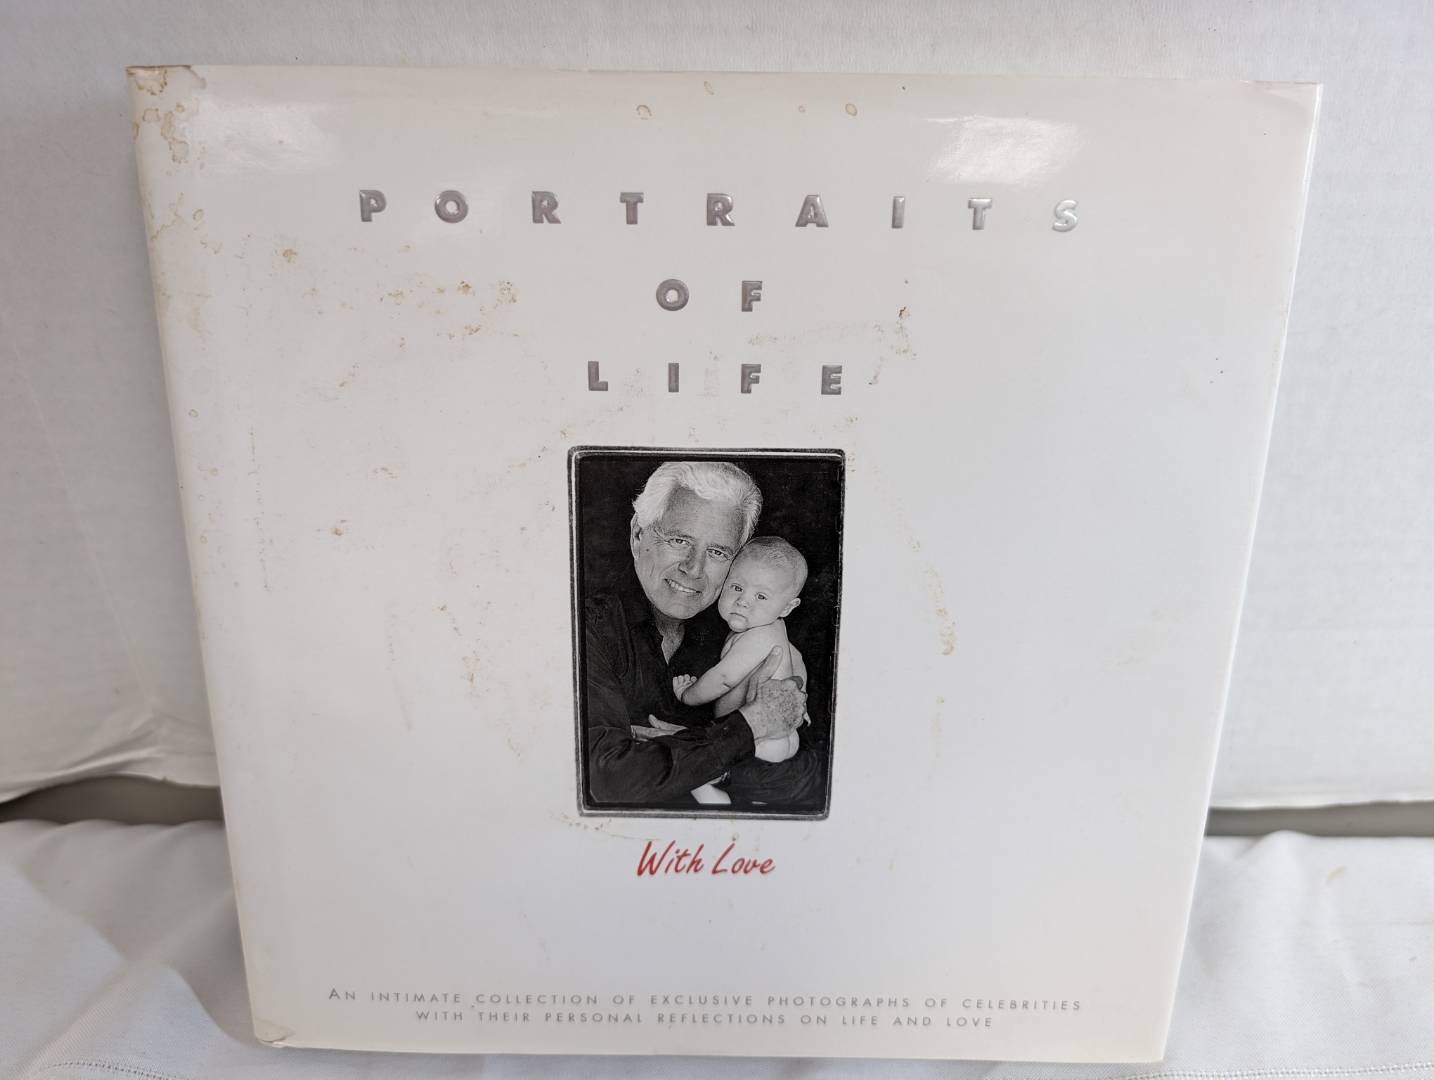 PORTRAITS
OF
LIFE
With Love
AN INTIMATE COLLECTION OF EXCLUSIVE PHOTOGRAPHS OF CELEBRITIES
WITH THEIR PERSONAL REFLECTIONS ON LIFE AND LOVE